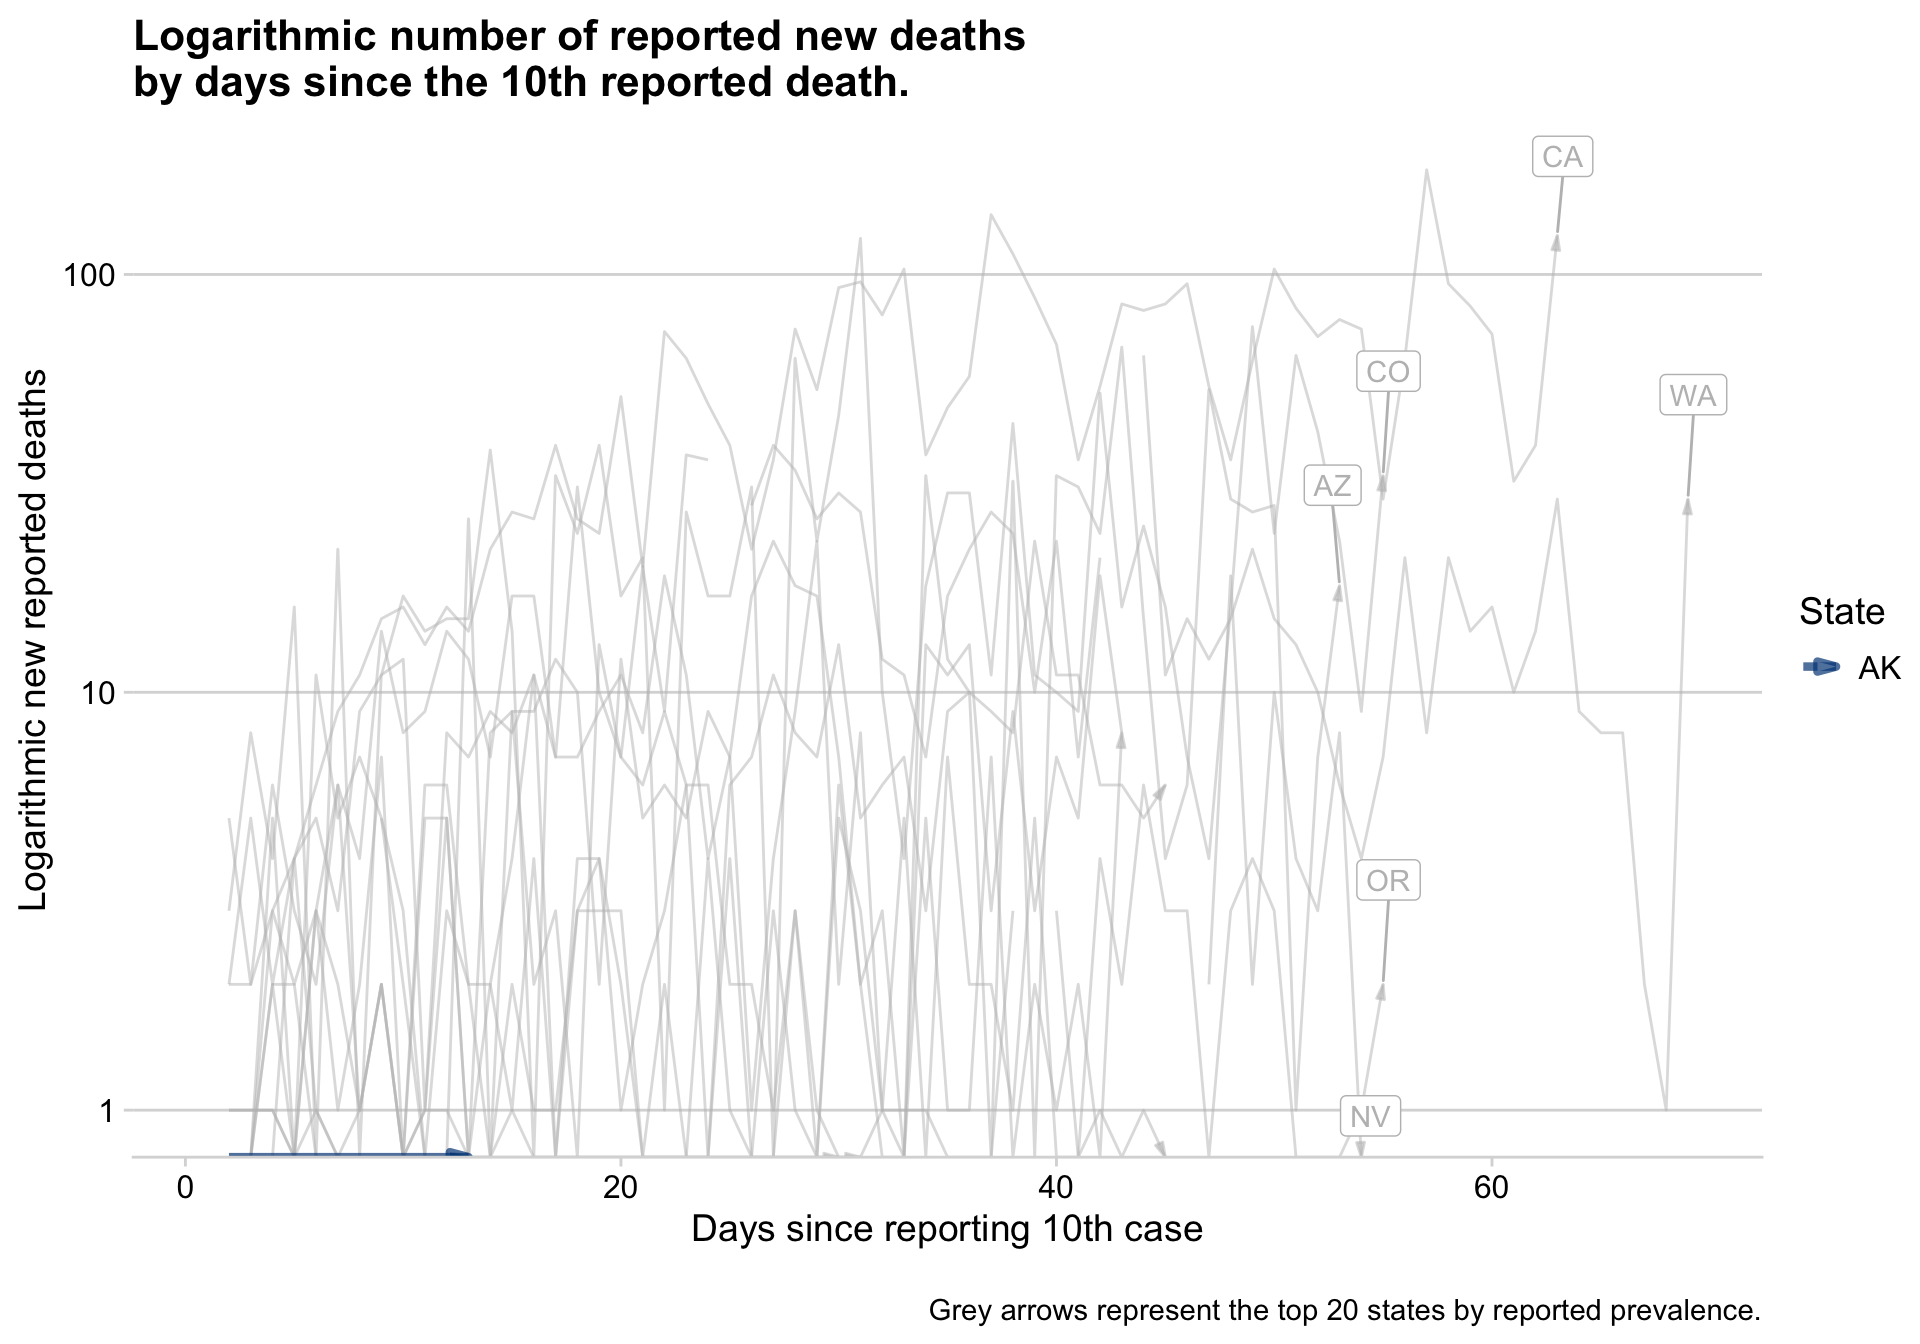 Logarithmic number of reported new deaths
by days since the 10th reported death.
CA
100
CO
WA
AZ
Logarithmic new reported deaths
State
AK
10
OR
1
NV
0
20
40
60
Days since reporting 10th case
Grey arrows represent the top 20 states by reported prevalence.